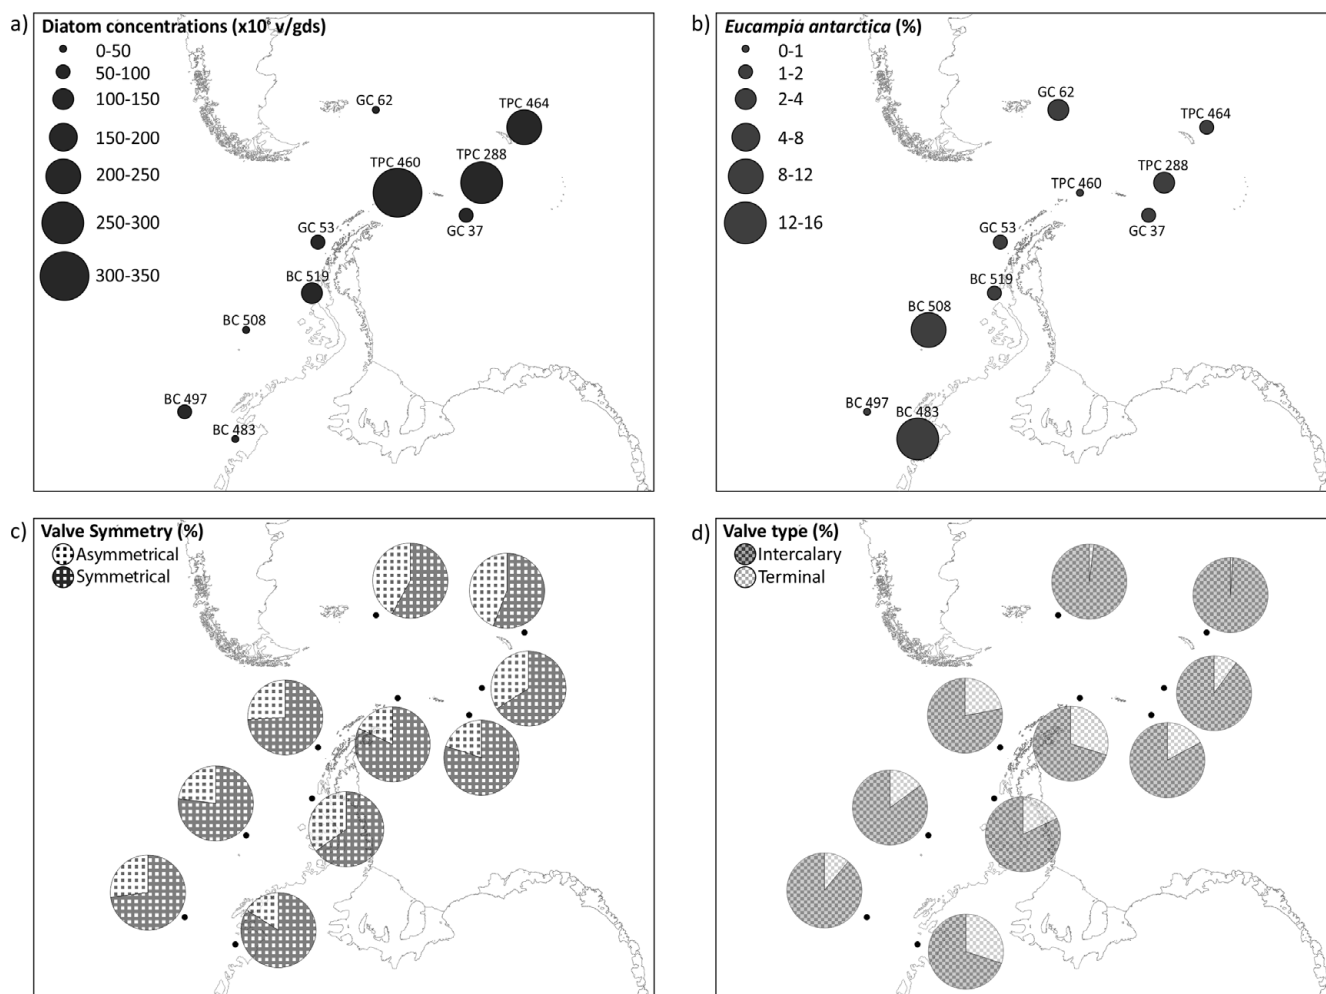 a)
Diatom concentrations (x10⁶ v/gds)
0-50
50-100
100-150
150-200
200-250
250-300
300-350
GC 62
TPC 464
TPC 460
TPC 288
GC 37
GC 53
BC 519
BC 508
BC 497
BC 483
b)
Eucampia antarctica (%)
0-1
1-2
2-4
4-8
8-12
12-16
GC 62
TPC 464
TPC 288
TPC 460
GC 37
GC 53
BC 519
BC 508
BC 497
BC 483
c)
Valve Symmetry (%)
Asymmetrical
Symmetrical
d)
Valve type (%)
Intercalary
Terminal